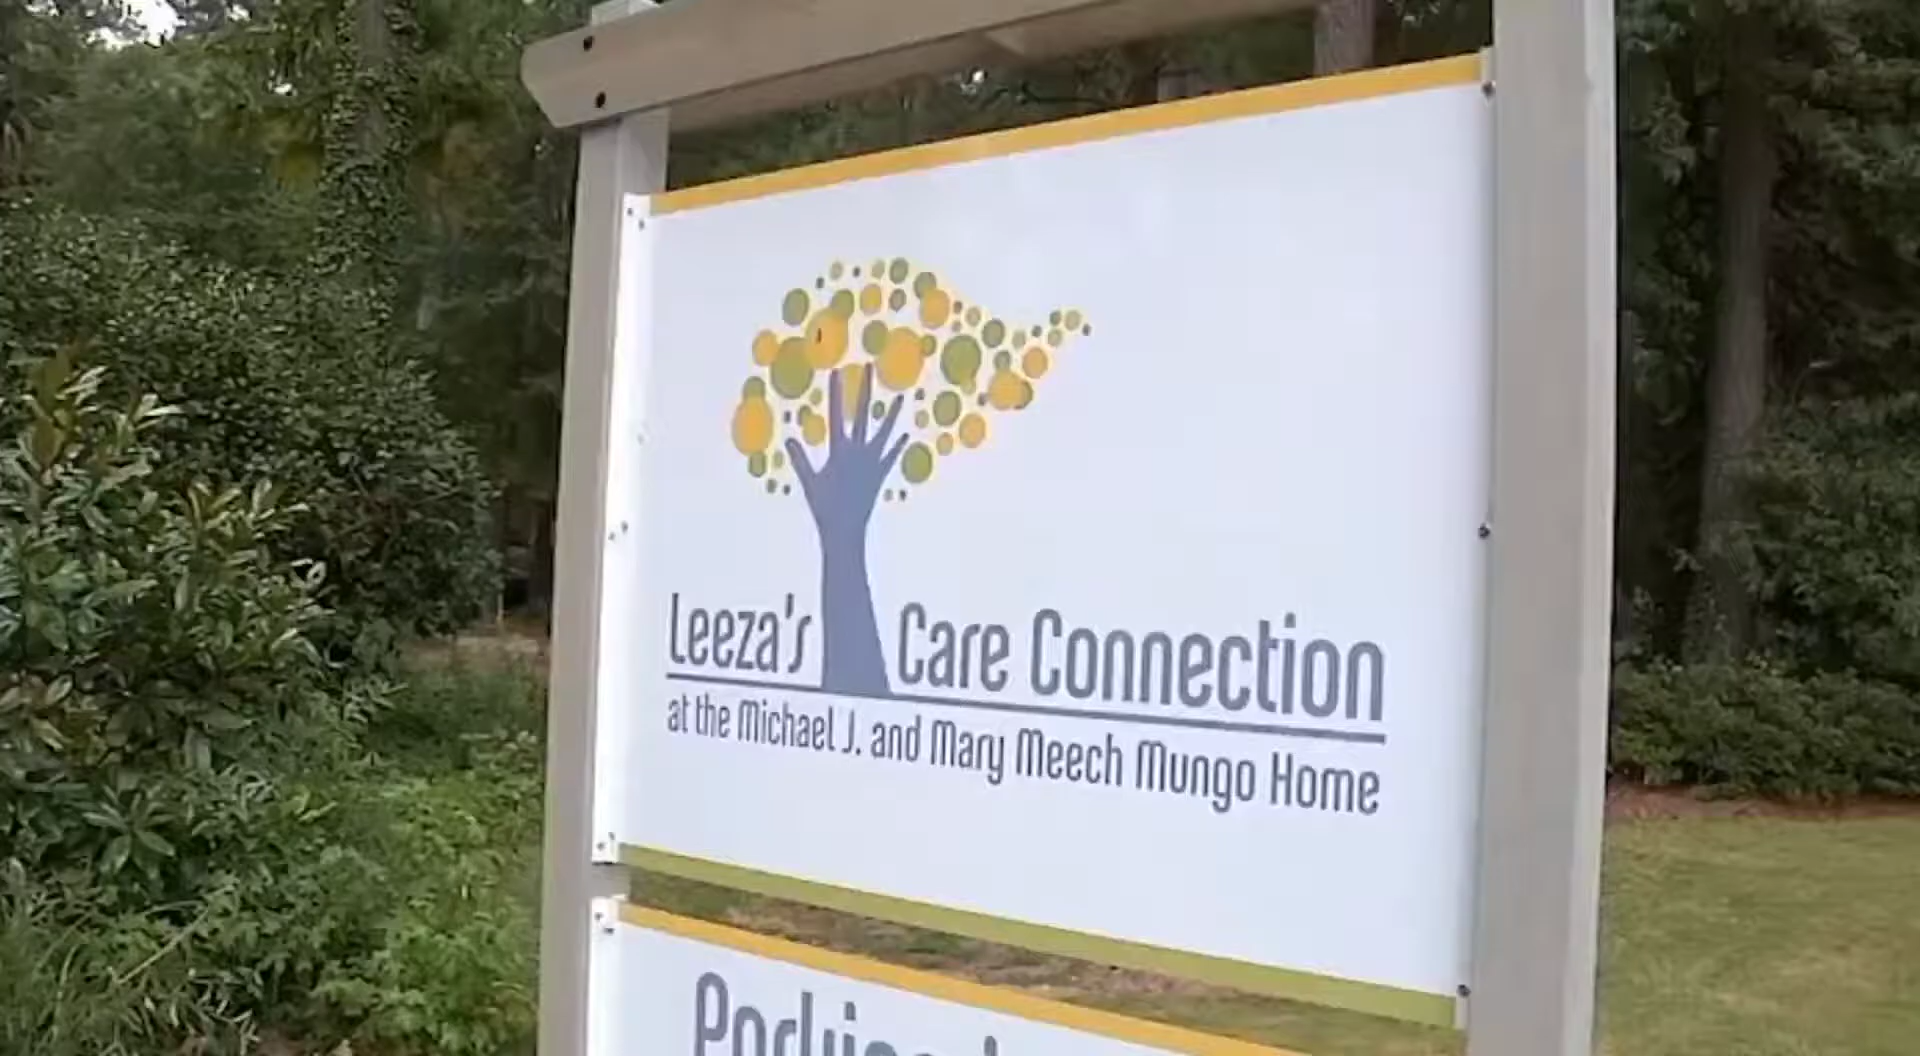 Leeza's Care Connection
at the Michael J. and Mary Meech Mungo Home